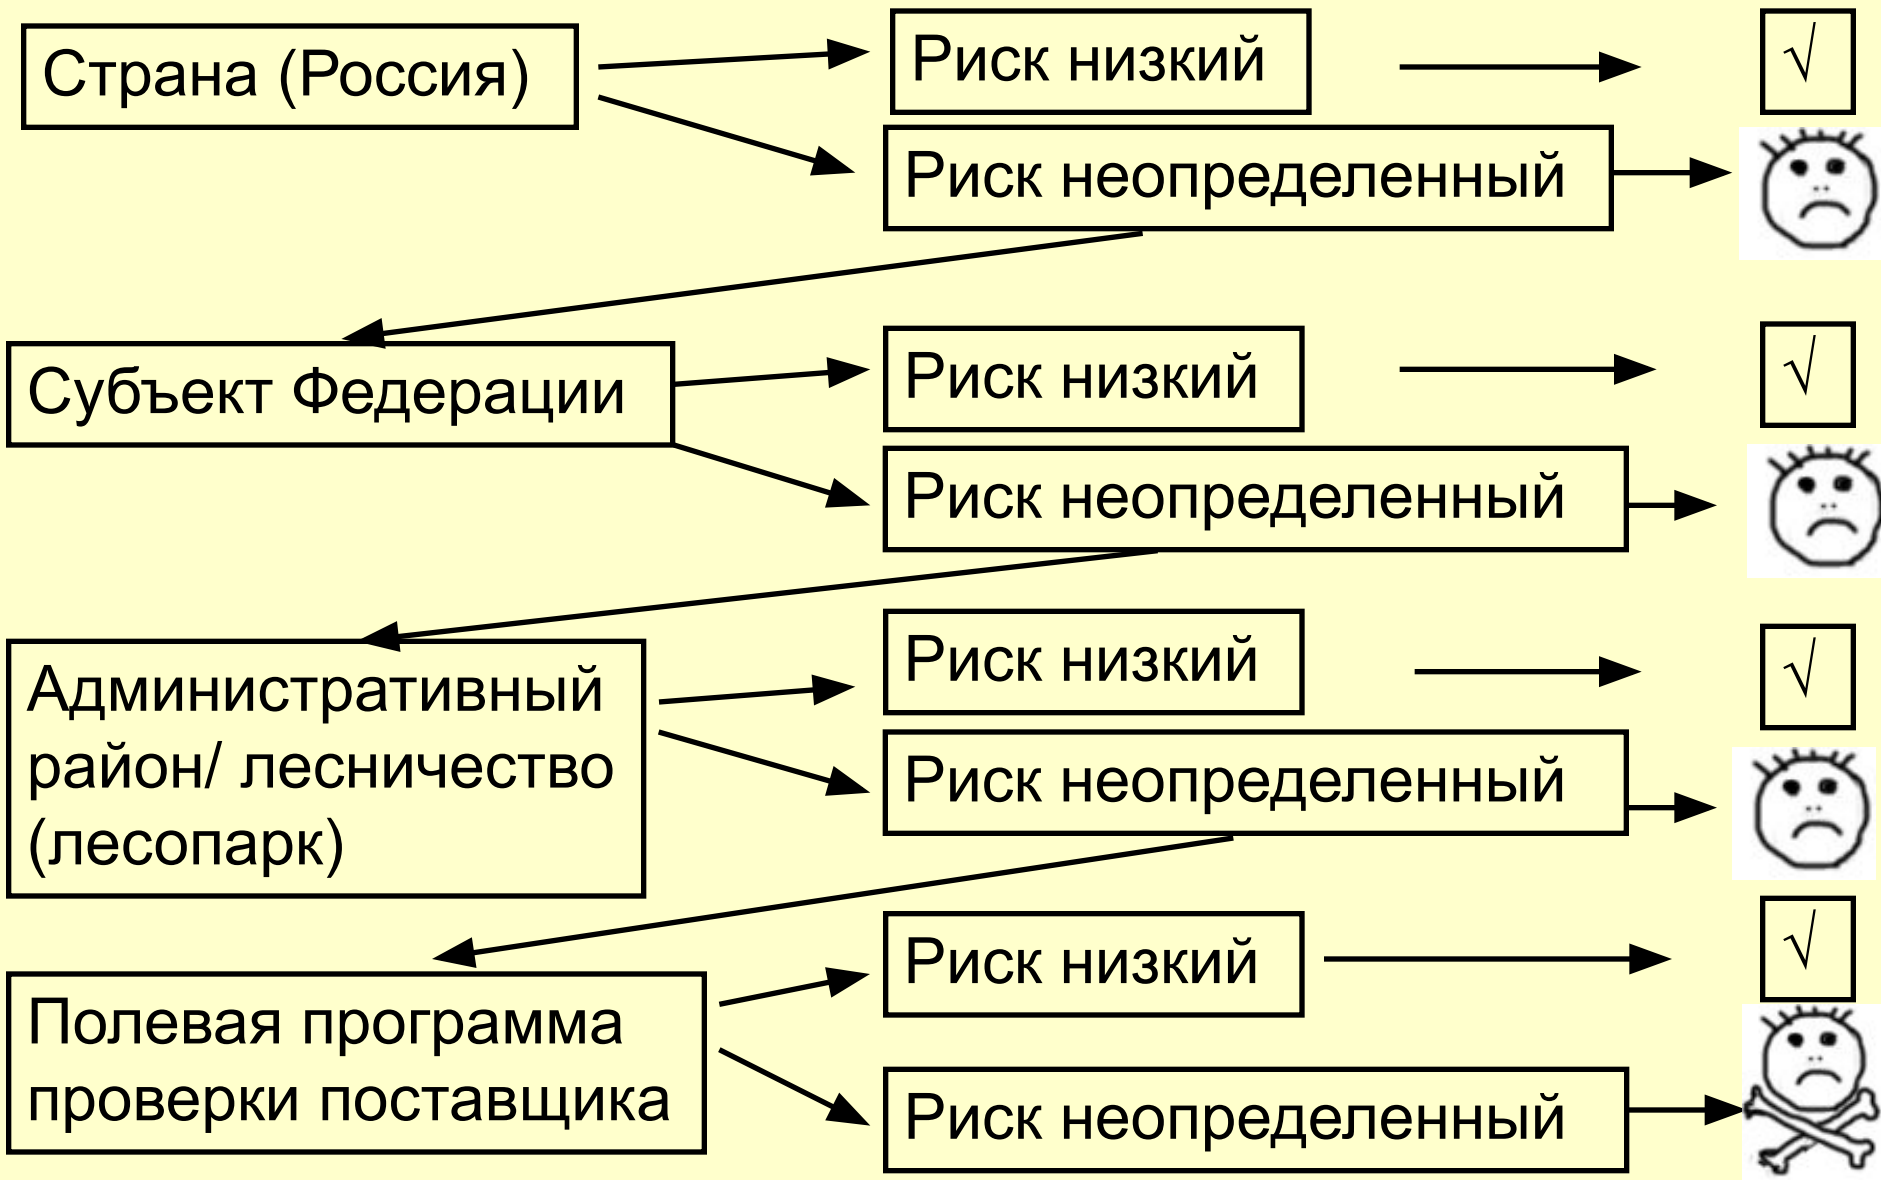 Страна (Россия)
Риск низкий
√
Риск неопределенный
Субъект Федерации
Риск низкий
√
Риск неопределенный
Административный
район/ лесничество
(лесопарк)
Риск низкий
√
Риск неопределенный
Полевая программа
проверки поставщика
Риск низкий
√
Риск неопределенный